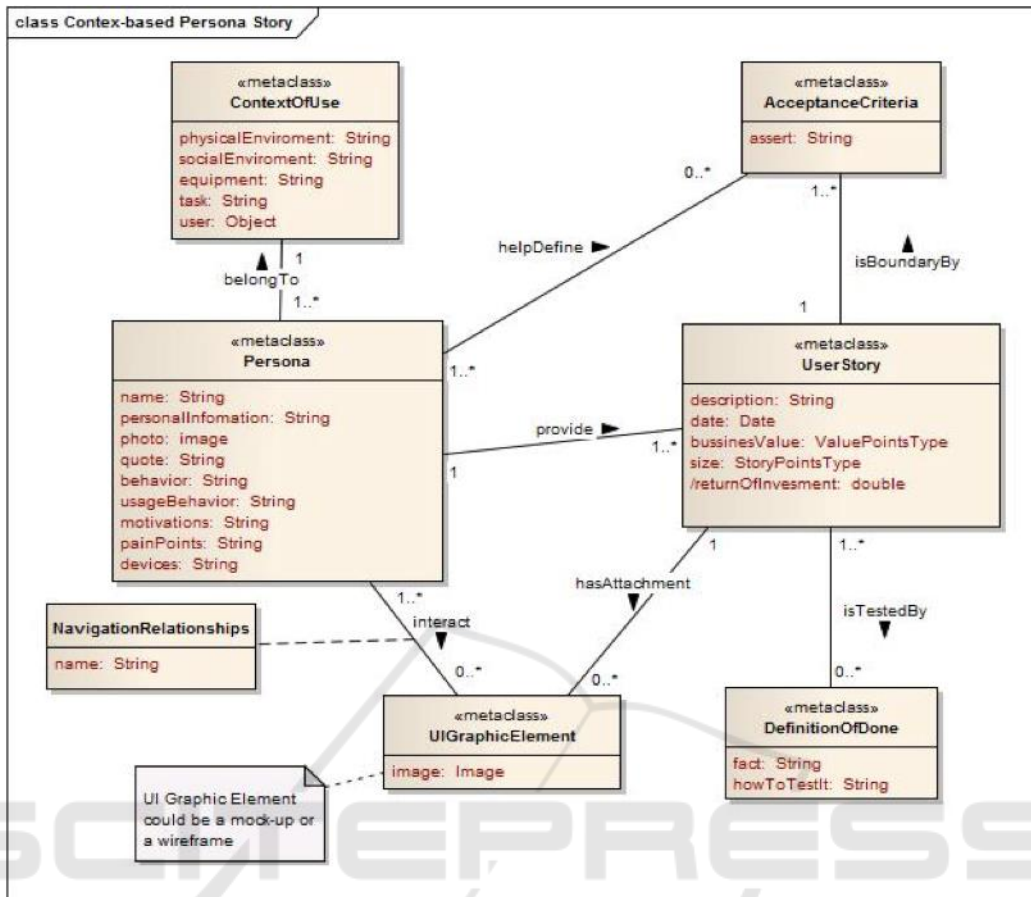 class Contex-based Persona Story
«metaclass»
ContextOfUse
physicalEnviroment: String
socialEnviroment: String
equipment: String
task: String
user: Object
«metaclass»
AcceptanceCriteria
assert: String
0..*
1..*
helpDefine
isBoundaryBy
1
belongTo
1..*
1
«metaclass»
Persona
name: String
personalInfomation: String
photo: image
quote: String
behavior: String
usageBehavior: String
motivations: String
painPoints: String
devices: String
1..*
provide
1
1..*
«metaclass»
UserStory
description: String
date: Date
bussinesValue: ValuePointsType
size: StoryPointsType
/returnOfInvesment: double
1..*
interact
0..*
1
hasAttachment
0..*
1..*
isTestedBy
0..*
NavigationRelationships
name: String
«metaclass»
UIGraphicElement
image: Image
«metaclass»
DefinitionOfDone
fact: String
howToTestIt: String
UI Graphic Element
could be a mock-up or
a wireframe
SCITEPRESS